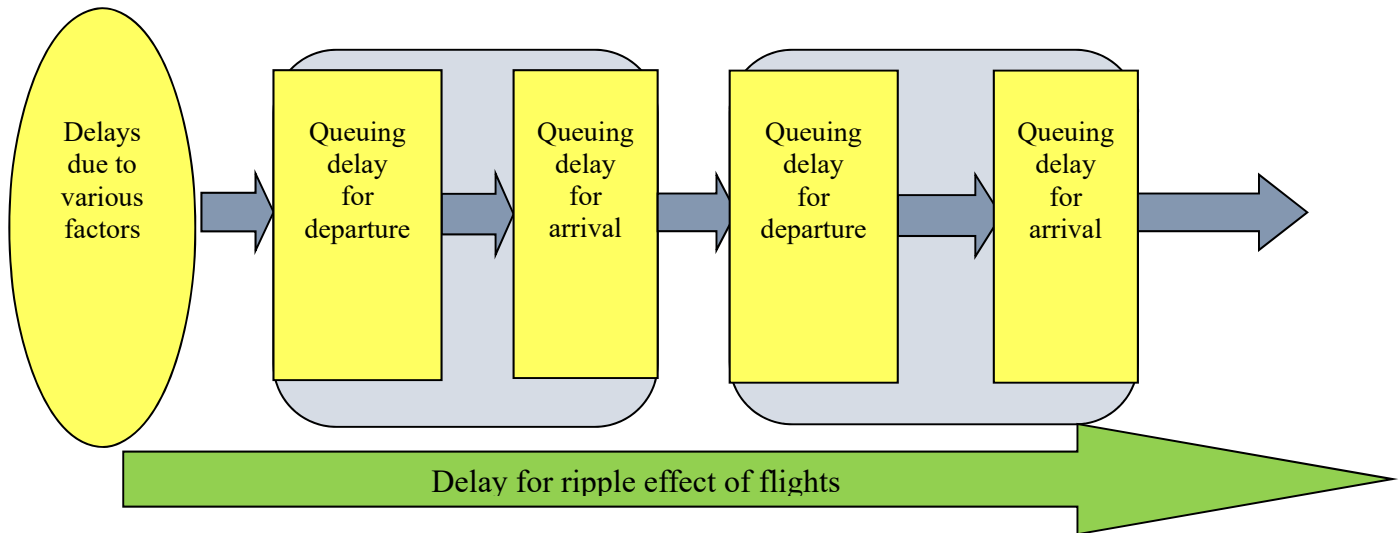 Delays
due to
various
factors
Queuing
delay
for
departure
Queuing
delay
for
arrival
Queuing
delay
for
departure
Queuing
delay
for
arrival
Delay for ripple effect of flights